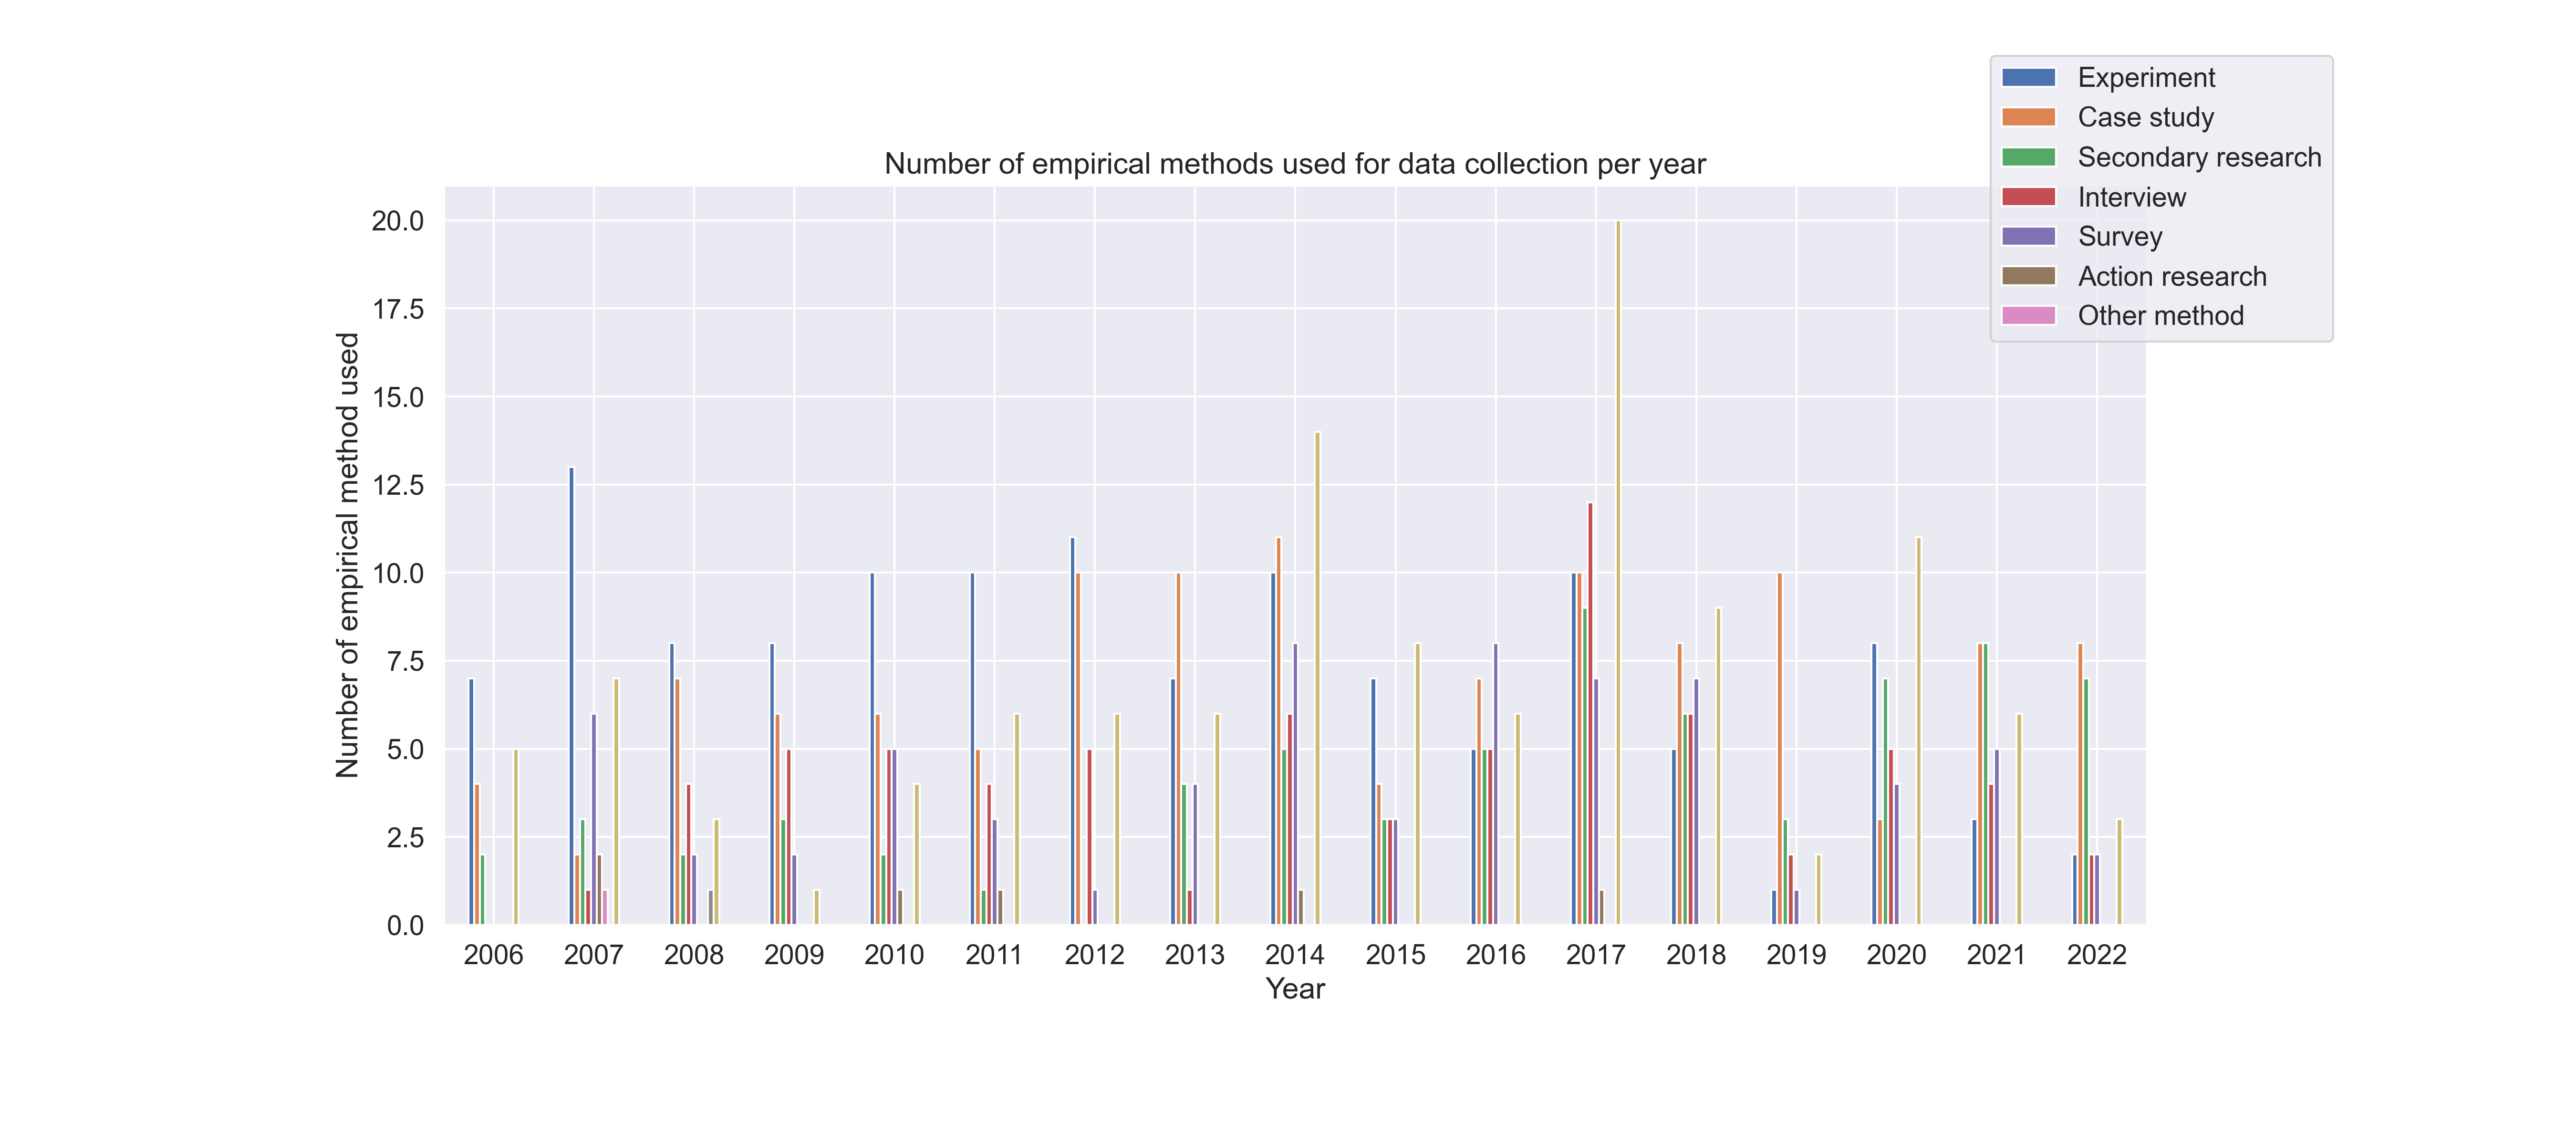 Experiment
Case study
Secondary research
Interview
Survey
Action research
Other method
Number of empirical methods used for data collection per year
Number of empirical method used
20.0
17.5
15.0
12.5
10.0
7.5
5.0
2.5
0.0
2006 2007 2008 2009 2010 2011 2012 2013 2014 2015 2016 2017 2018 2019 2020 2021 2022
Year